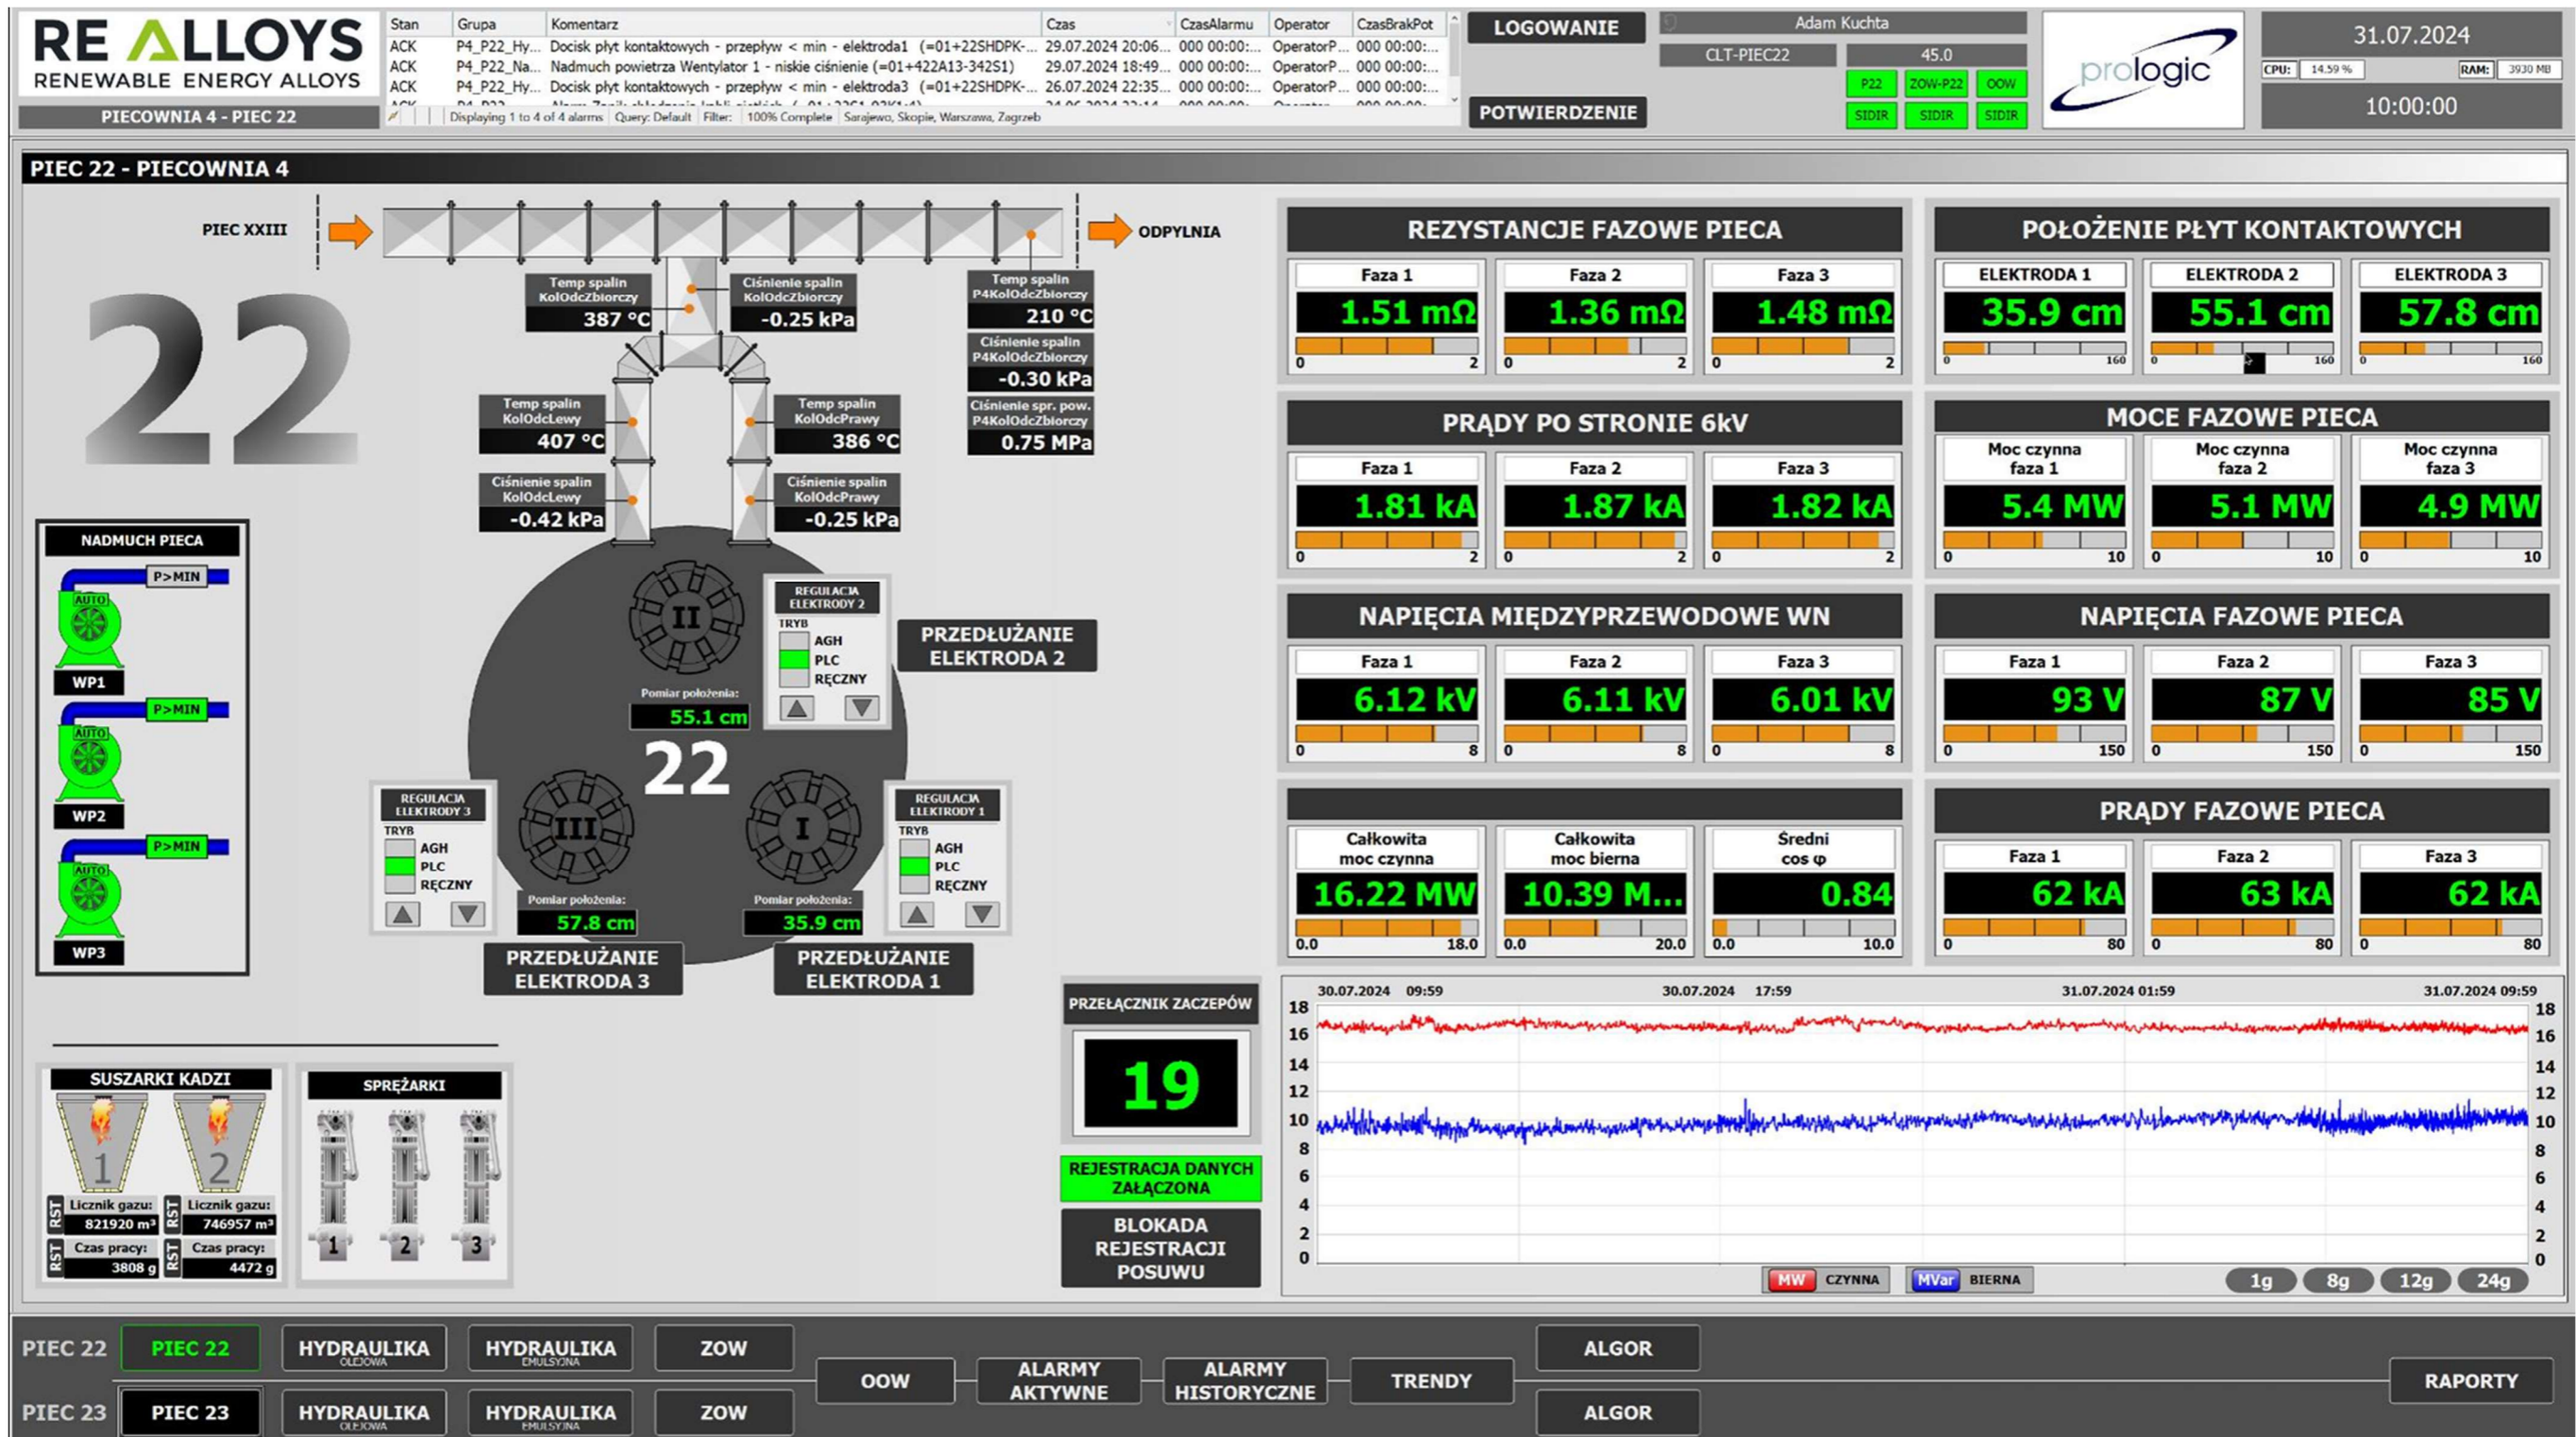 RE ALLOYS
RENEWABLE ENERGY ALLOYS
PIECOWNIA 4 - PIEC 22
Stan Grupa Komentarz Czas CzasAlarmu Operator CzasBrakPot
ACK P4_P22_Hy... Docisk płyt kontaktowych - przepływ < min - elektroda1 (=01+22SHDPK-... 29.07.2024 20:06... 000 00:00:... OperatorP... 000 00:00:...
ACK P4_P22_Na... Nadmuch powietrza Wentylator 1 - niskie ciśnienie (=01+422A13-342S1) 29.07.2024 18:49... 000 00:00:... OperatorP... 000 00:00:...
ACK P4_P22_Hy... Docisk płyt kontaktowych - przepływ < min - elektroda3 (=01+22SHDPK-... 26.07.2024 22:35... 000 00:00:... OperatorP... 000 00:00:...
Displaying 1 to 4 of 4 alarms Query: Default Filter: 100% Complete Sarajewo, Skopie, Warszawa, Zagrzeb
LOGOWANIE
POTWIERDZENIE
Adam Kuchta
CLT-PIEC22 45.0
P22 ZOW-P22 OOW
SIDIR SIDIR SIDIR
prologic
31.07.2024
CPU: 14.59 % RAM: 3930 MB
10:00:00
PIEC 22 - PIECOWNIA 4
PIEC XXIII
ODPYLNIA
22
Temp spalin
KolOdcZbiorczy
387 °C
Ciśnienie spalin
KolOdcZbiorczy
-0.25 kPa
Temp spalin
P4KolOdcZbiorczy
210 °C
Ciśnienie spalin
P4KolOdcZbiorczy
-0.30 kPa
Ciśnienie spr. pow.
P4KolOdcZbiorczy
0.75 MPa
Temp spalin
KolOdcLewy
407 °C
Temp spalin
KolOdcPrawy
386 °C
Ciśnienie spalin
KolOdcLewy
-0.42 kPa
Ciśnienie spalin
KolOdcPrawy
-0.25 kPa
NADMUCH PIECA
P>MIN
AUTO
WP1
P>MIN
AUTO
WP2
P>MIN
AUTO
WP3
II
Pomiar położenia:
55.1 cm
REGULACJA
ELEKTRODY 2
TRYB
AGH
PLC
RĘCZNY
PRZEDŁUŻANIE
ELEKTRODA 2
22
REGULACJA
ELEKTRODY 3
TRYB
AGH
PLC
RĘCZNY
III
Pomiar położenia:
57.8 cm
PRZEDŁUŻANIE
ELEKTRODA 3
I
Pomiar położenia:
35.9 cm
REGULACJA
ELEKTRODY 1
TRYB
AGH
PLC
RĘCZNY
PRZEDŁUŻANIE
ELEKTRODA 1
SUSZARKI KADZI
1 2
RST Licznik gazu: RST Licznik gazu:
821920 m³ 746957 m³
RST Czas pracy: RST Czas pracy:
3808 g 4472 g
SPRĘŻARKI
1 2 3
PRZEŁĄCZNIK ZACZEPÓW
19
REJESTRACJA DANYCH
ZAŁĄCZONA
BLOKADA
REJESTRACJI
POSUWU
REZYSTANCJE FAZOWE PIECA
Faza 1 Faza 2 Faza 3
1.51 mΩ 1.36 mΩ 1.48 mΩ
0 2 0 2 0 2
POŁOŻENIE PŁYT KONTAKTOWYCH
ELEKTRODA 1 ELEKTRODA 2 ELEKTRODA 3
35.9 cm 55.1 cm 57.8 cm
0 160 0 160 0 160
PRĄDY PO STRONIE 6kV
Faza 1 Faza 2 Faza 3
1.81 kA 1.87 kA 1.82 kA
0 2 0 2 0 2
MOCE FAZOWE PIECA
Moc czynna Moc czynna Moc czynna
faza 1 faza 2 faza 3
5.4 MW 5.1 MW 4.9 MW
0 10 0 10 0 10
NAPIĘCIA MIĘDZYPRZEWODOWE WN
Faza 1 Faza 2 Faza 3
6.12 kV 6.11 kV 6.01 kV
0 8 0 8 0 8
NAPIĘCIA FAZOWE PIECA
Faza 1 Faza 2 Faza 3
93 V 87 V 85 V
0 150 0 150 0 150
Całkowita Całkowita Średni
moc czynna moc bierna cos φ
16.22 MW 10.39 M... 0.84
0.0 18.0 0.0 20.0 0.0 10.0
PRĄDY FAZOWE PIECA
Faza 1 Faza 2 Faza 3
62 kA 63 kA 62 kA
0 80 0 80 0 80
30.07.2024 09:59 30.07.2024 17:59 31.07.2024 01:59 31.07.2024 09:59
18 18
16 16
14 14
12 12
10 10
8 8
6 6
4 4
2 2
0 0
MW CZYNNA MVar BIERNA
1g 8g 12g 24g
PIEC 22 PIEC 22 HYDRAULIKA OLEJOWA HYDRAULIKA EMULSYJNA ZOW ALGOR
OOW ALARMY AKTYWNE ALARMY HISTORYCZNE TRENDY RAPORTY
PIEC 23 PIEC 23 HYDRAULIKA OLEJOWA HYDRAULIKA EMULSYJNA ZOW ALGOR